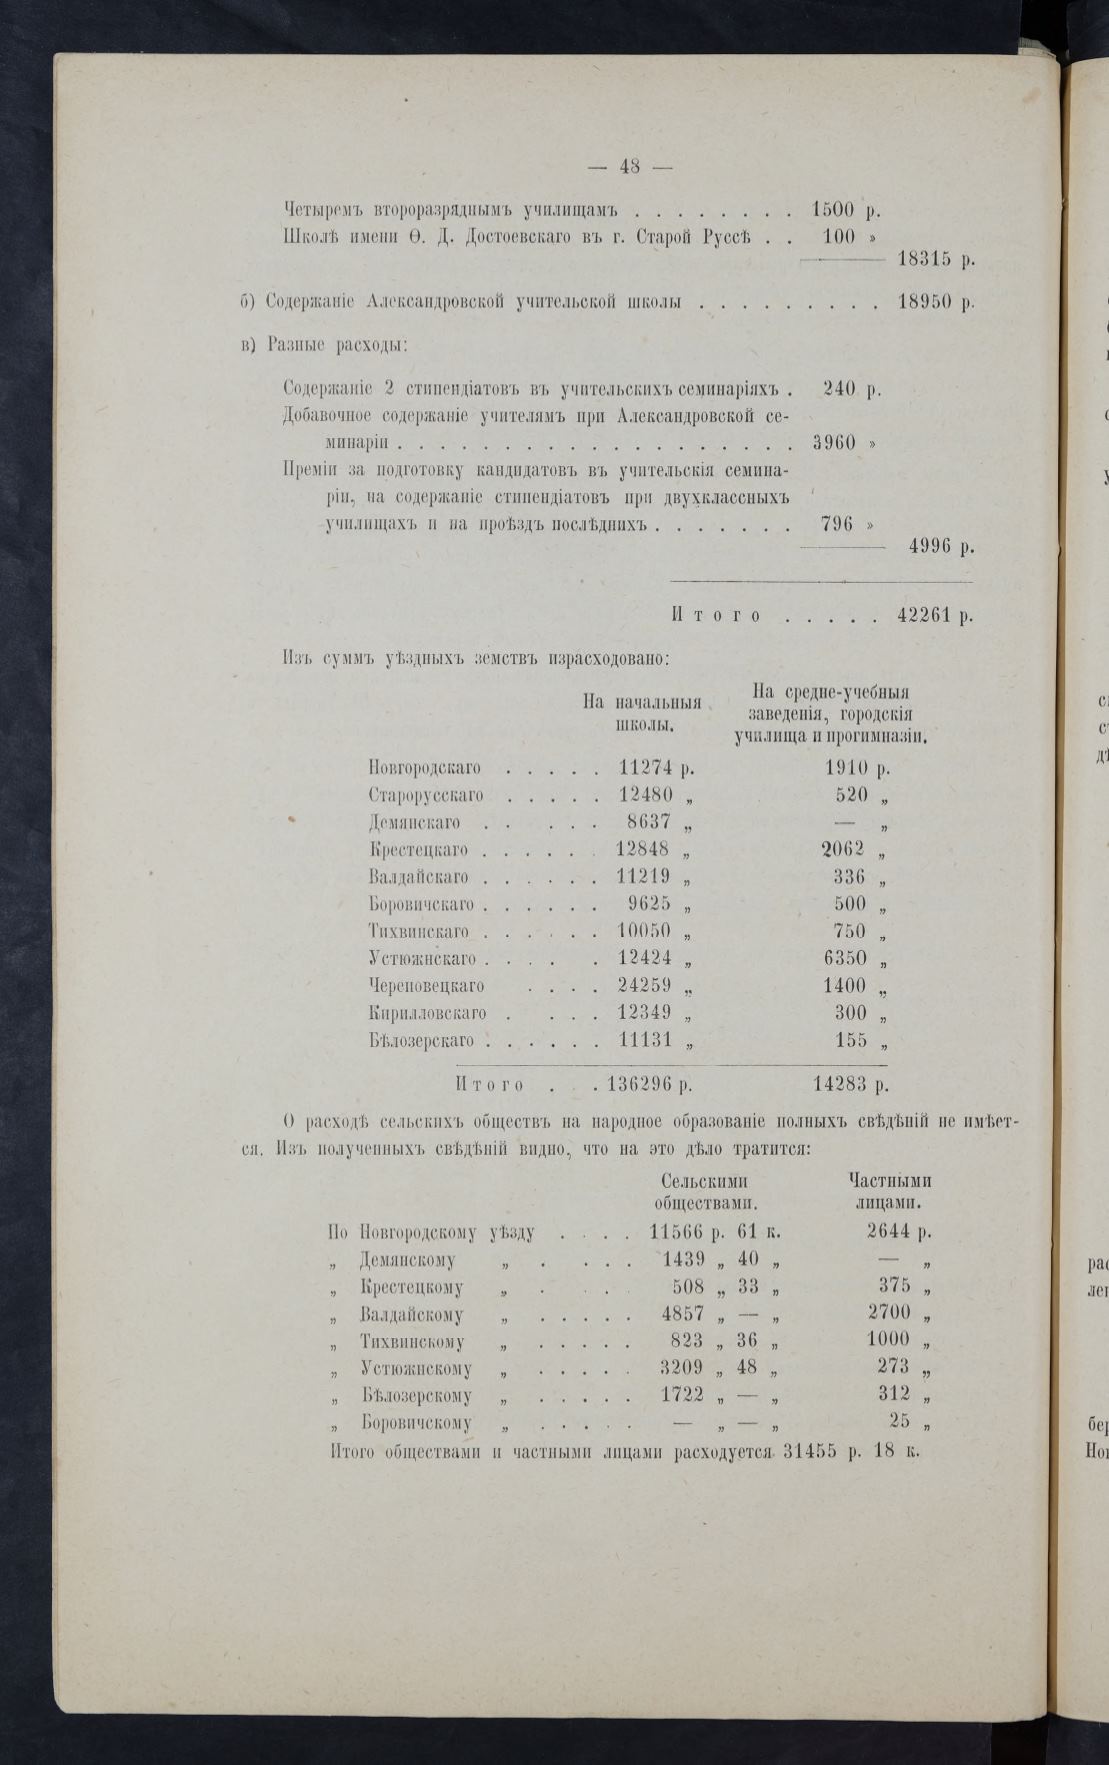 — 48 —
Четыремъ второразряднымъ училищамъ . . . . . . . . 1500 р.
Школѣ имени Ѳ. Д. Достоевскаго въ г. Старой Руссѣ . . 100 »
18315 р.
б) Содержаніе Александровской учительской школы . . . . . . . . . 18950 р.
в) Разные расходы:
Содержаніе 2 стипендіатовъ въ учительскихъ семинаріяхъ . 240 р.
Добавочное содержаніе учителямъ при Александровской се-
минаріи . . . . . . . . . . . . . . . . . . . 3960 »
Преміи за подготовку кандидатовъ въ учительскія семина-
ріи, на содержаніе стипендіатовъ при двухклассныхъ
училищахъ и на проѣздъ послѣднихъ . . . . . . . 796 »
4996 р.
Итого . . . . . 42261 р.
Изъ суммъ уѣздныхъ земствъ израсходовано:
На начальныя школы. На средне-учебныя заведенія, городскія училища и прогимназіи.
Новгородскаго . . . . . 11274 р. 1910 р.
Старорусскаго . . . . . 12480 „ 520 „
Демянскаго . . . . . 8637 „ — „
Крестецкаго . . . . . . 12848 „ 2062 „
Валдайскаго . . . . . . 11219 „ 336 „
Боровичскаго . . . . . . 9625 „ 500 „
Тихвинскаго . . . . . . 10050 „ 750 „
Устюжнскаго . . . . . 12424 „ 6350 „
Череповецкаго . . . . 24259 „ 1400 „
Кирилловскаго . . . . 12349 „ 300 „
Бѣлозерскаго . . . . . . 11131 „ 155 „
Итого . . 136296 р. 14283 р.
О расходѣ сельскихъ обществъ на народное образованіе полныхъ свѣдѣній не имѣет-
ся. Изъ полученныхъ свѣдѣній видно, что на это дѣло тратится:
Сельскими обществами. Частными лицами.
По Новгородскому уѣзду . . . . 11566 р. 61 к. 2644 р.
„ Демянскому „ . . . . 1439 „ 40 „ — „
„ Крестецкому „ . . . . 508 „ 33 „ 375 „
„ Валдайскому „ . . . . . 4857 „ — „ 2700 „
„ Тихвинскому „ . . . . . 823 „ 36 „ 1000 „
„ Устюжнскому „ . . . . . 3209 „ 48 „ 273 „
„ Бѣлозерскому „ . . . . . 1722 „ — „ 312 „
„ Боровичскому „ . . . . . — „ — „ 25 „
Итого обществами и частными лицами расходуется 31455 р. 18 к.